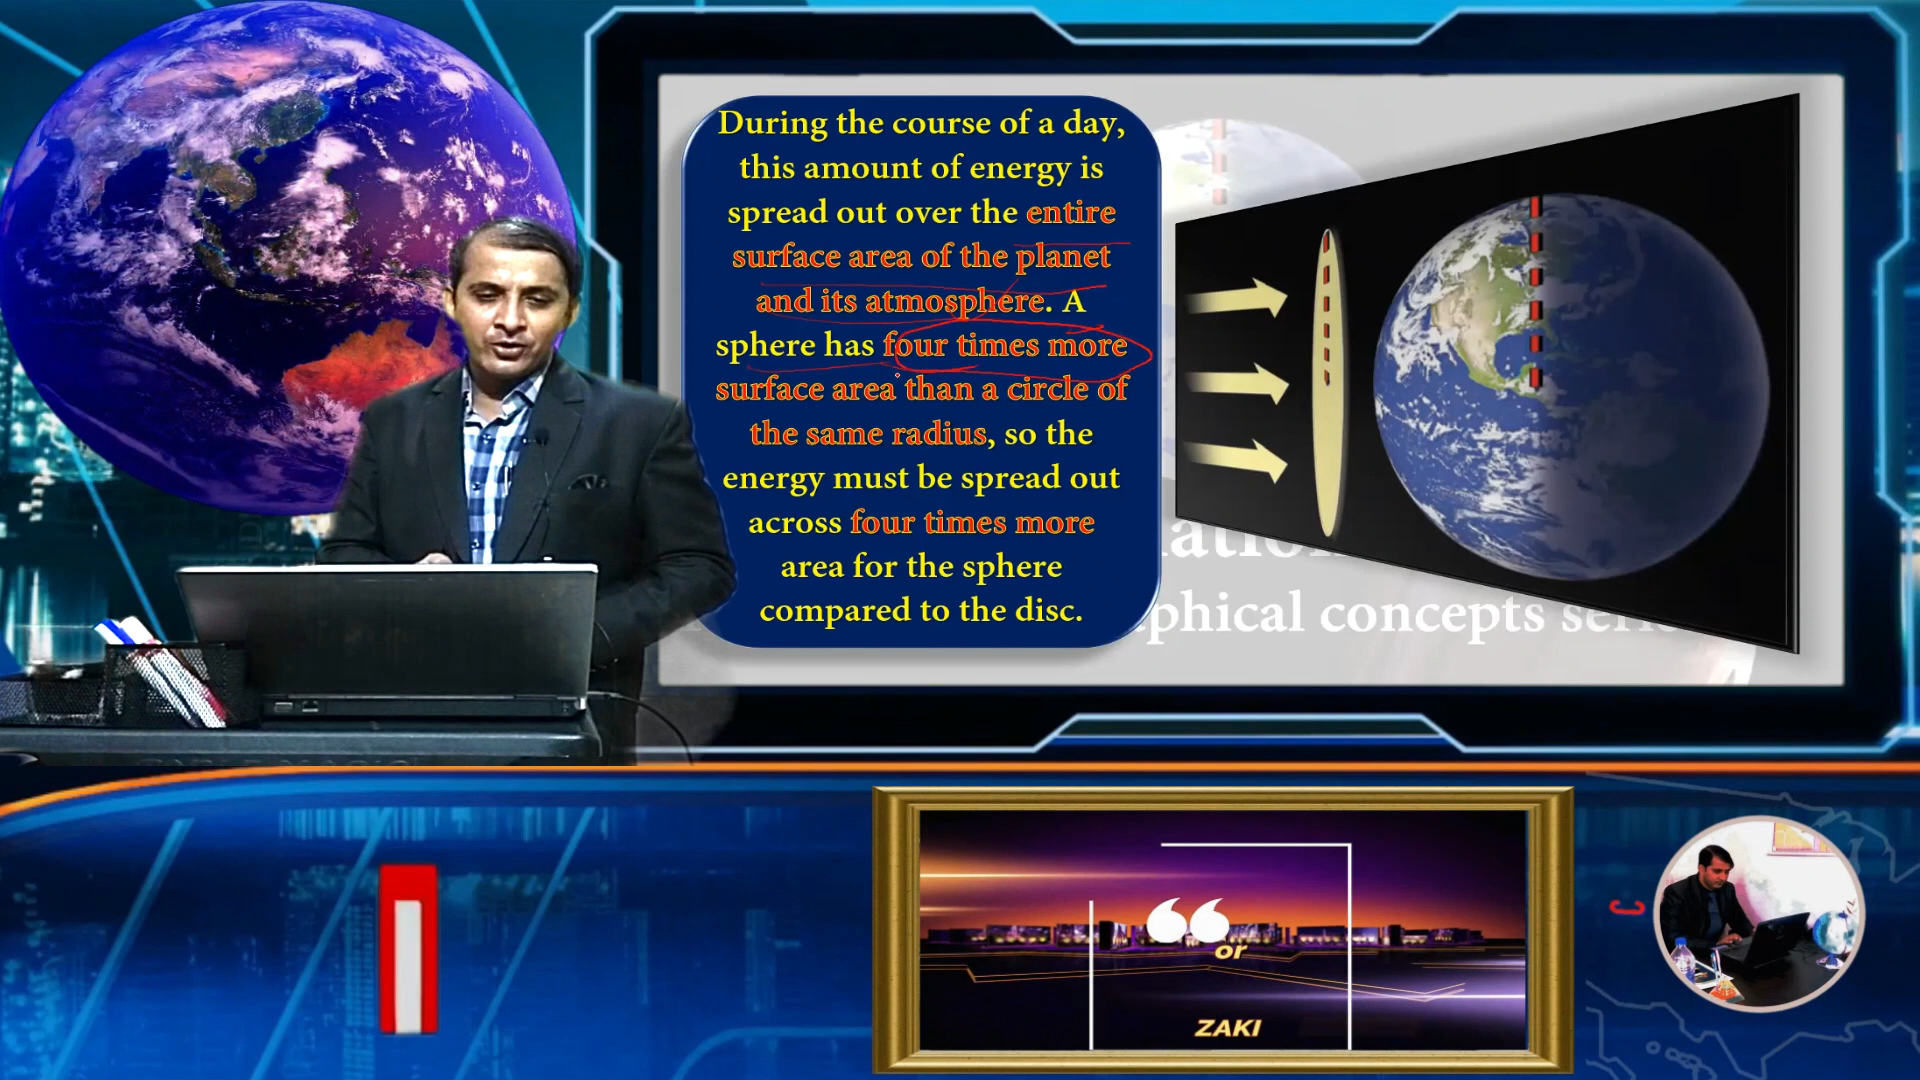 During the course of a day,
this amount of energy is
spread out over the entire
surface area of the planet
and its atmosphere. A
sphere has four times more
surface area than a circle of
the same radius, so the
energy must be spread out
across four times more
area for the sphere
compared to the disc.
concepts
“
or
ZAKI